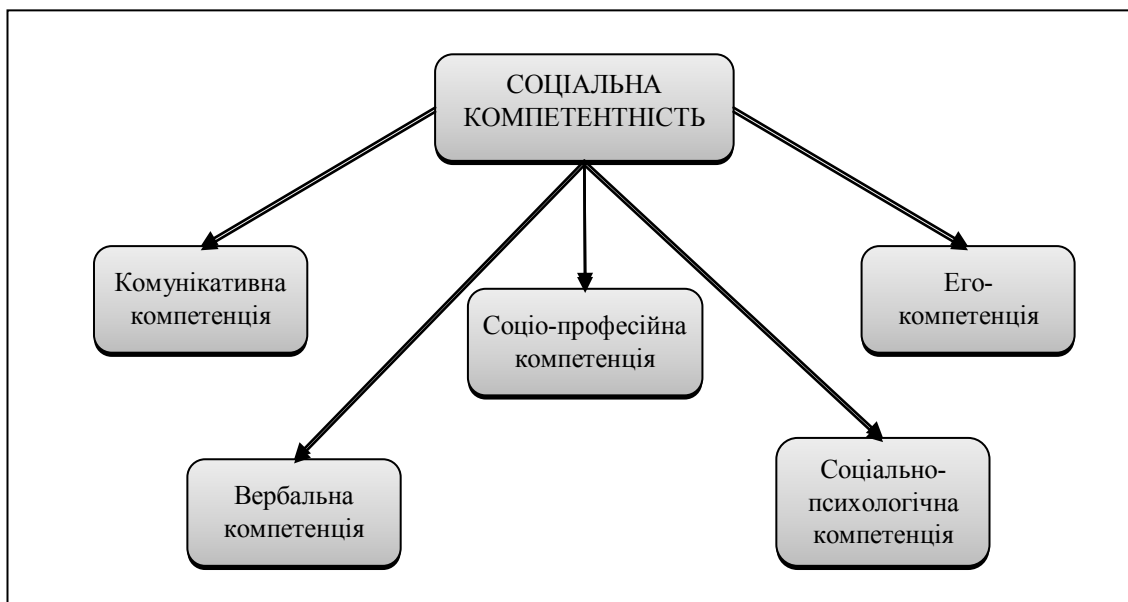 СОЦІАЛЬНА
КОМПЕТЕНТНІСТЬ
Комунікативна
компетенція
Соціо-професійна
компетенція
Его-
компетенція
Вербальна
компетенція
Соціально-
психологічна
компетенція